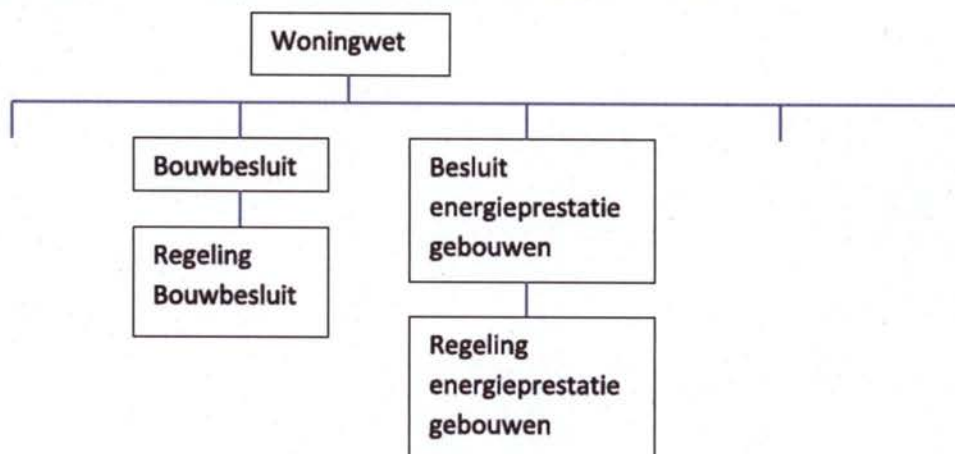 Woningwet
Bouwbesluit
Regeling
Bouwbesluit
Besluit
energieprestatie
gebouwen
Regeling
energieprestatie
gebouwen